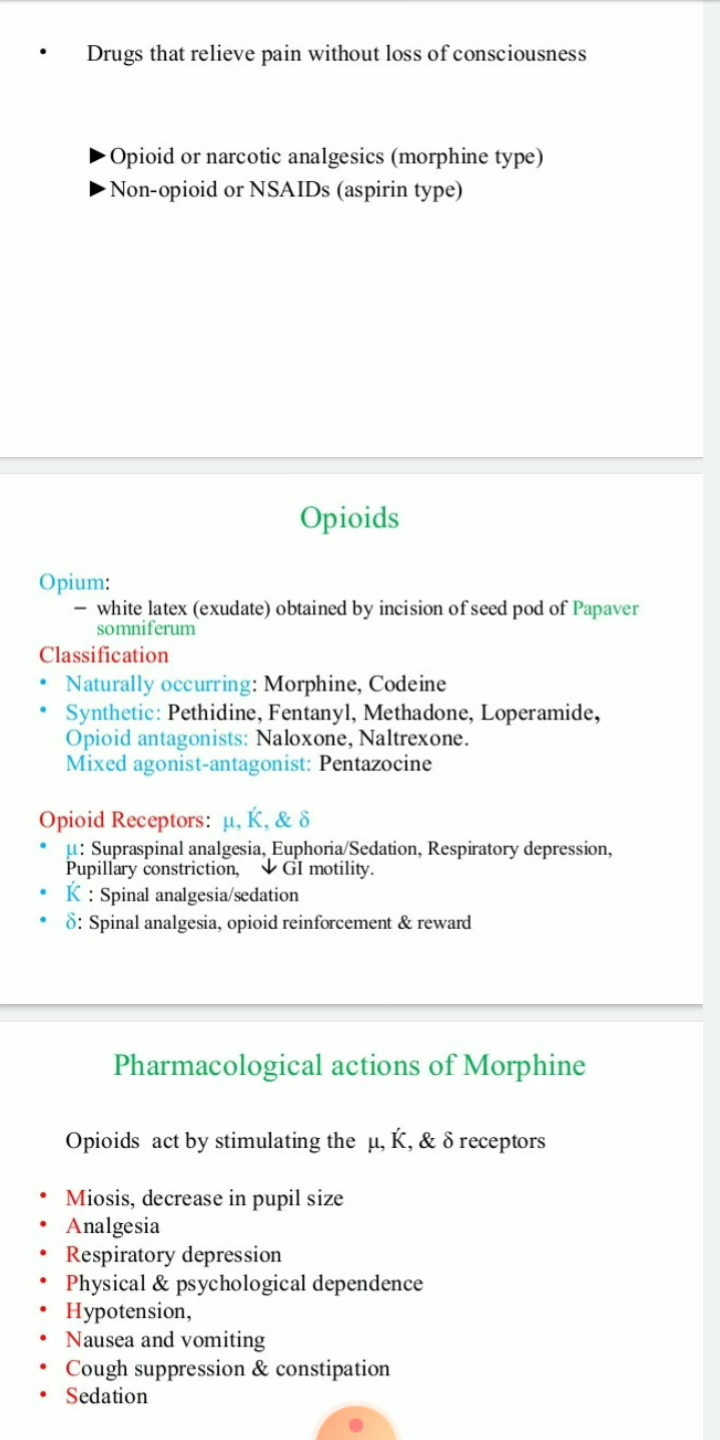 • Drugs that relieve pain without loss of consciousness
►Opioid or narcotic analgesics (morphine type)
►Non-opioid or NSAIDs (aspirin type)
Opioids
Opium:
– white latex (exudate) obtained by incision of seed pod of Papaver
somniferum
Classification
• Naturally occurring: Morphine, Codeine
• Synthetic: Pethidine, Fentanyl, Methadone, Loperamide,
Opioid antagonists: Naloxone, Naltrexone.
Mixed agonist-antagonist: Pentazocine
Opioid Receptors: μ, Ḱ, & δ
• μ: Supraspinal analgesia, Euphoria/Sedation, Respiratory depression,
Pupillary constriction, ↓ GI motility.
• Ḱ : Spinal analgesia/sedation
• δ: Spinal analgesia, opioid reinforcement & reward
Pharmacological actions of Morphine
Opioids act by stimulating the μ, Ḱ, & δ receptors
• Miosis, decrease in pupil size
• Analgesia
• Respiratory depression
• Physical & psychological dependence
• Hypotension,
• Nausea and vomiting
• Cough suppression & constipation
• Sedation